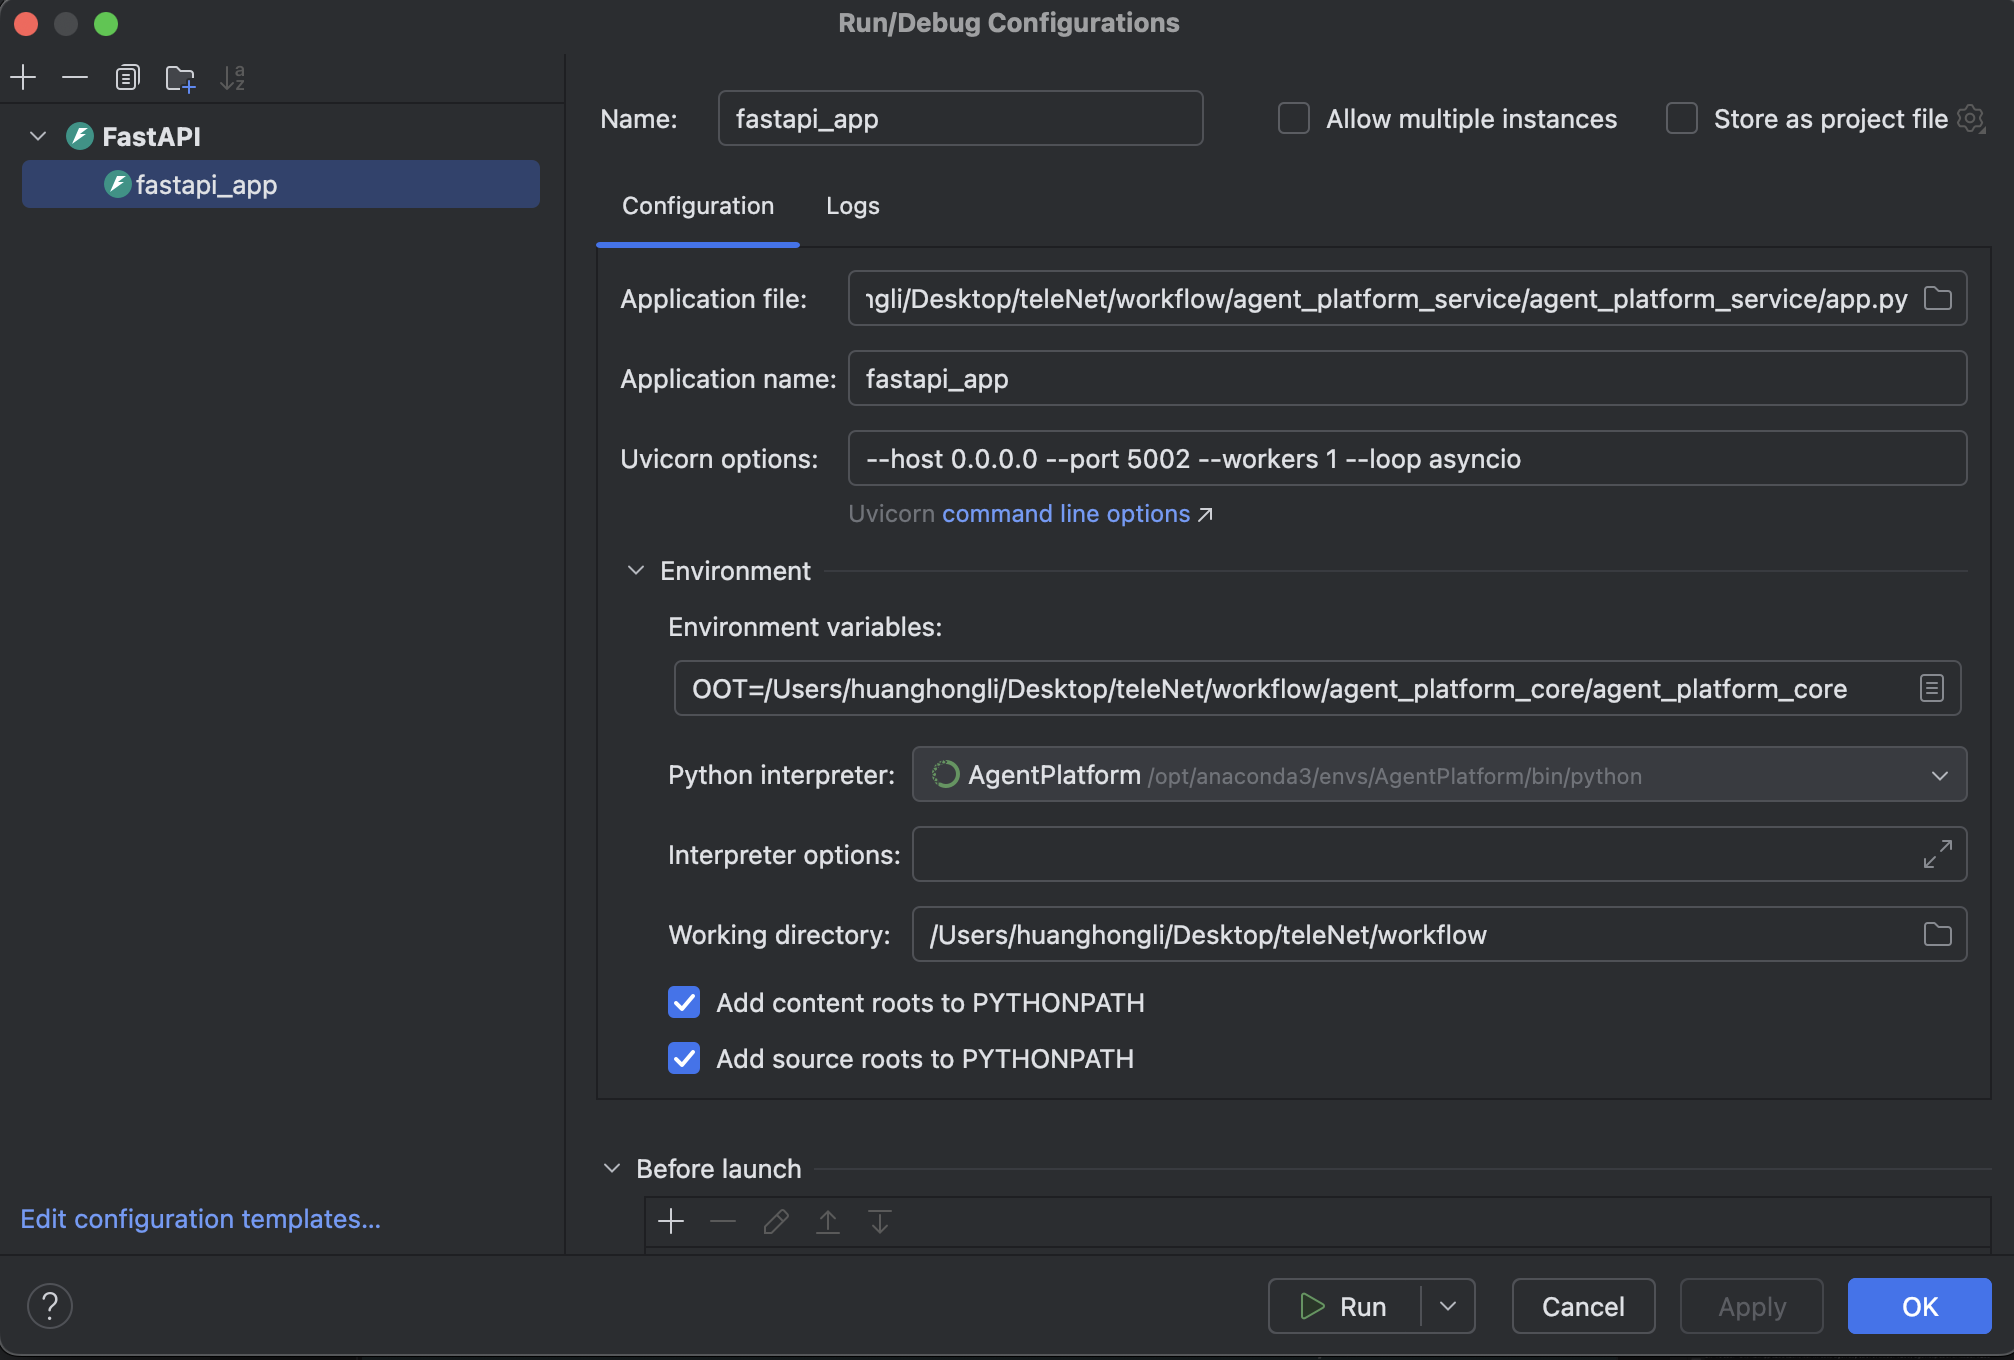 Run/Debug Configurations
FastAPI
fastapi_app
Edit configuration templates...
Name: fastapi_app Allow multiple instances Store as project file
Configuration Logs
Application file: ngli/Desktop/teleNet/workflow/agent_platform_service/agent_platform_service/app.py
Application name: fastapi_app
Uvicorn options: --host 0.0.0.0 --port 5002 --workers 1 --loop asyncio
Uvicorn command line options ↗
Environment
Environment variables:
OOT=/Users/huanghongli/Desktop/teleNet/workflow/agent_platform_core/agent_platform_core
Python interpreter: AgentPlatform /opt/anaconda3/envs/AgentPlatform/bin/python
Interpreter options:
Working directory: /Users/huanghongli/Desktop/teleNet/workflow
Add content roots to PYTHONPATH
Add source roots to PYTHONPATH
Before launch
? Run Cancel Apply OK